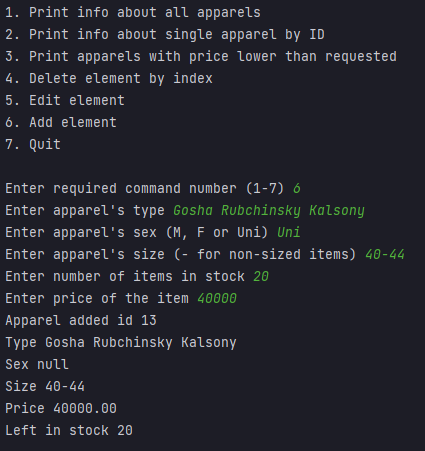 1. Print info about all apparels
2. Print info about single apparel by ID
3. Print apparels with price lower than requested
4. Delete element by index
5. Edit element
6. Add element
7. Quit
Enter required command number (1-7) 6
Enter apparel's type Gosha Rubchinsky Kalsony
Enter apparel's sex (M, F or Uni) Uni
Enter apparel's size (- for non-sized items) 40-44
Enter number of items in stock 20
Enter price of the item 40000
Apparel added id 13
Type Gosha Rubchinsky Kalsony
Sex null
Size 40-44
Price 40000.00
Left in stock 20